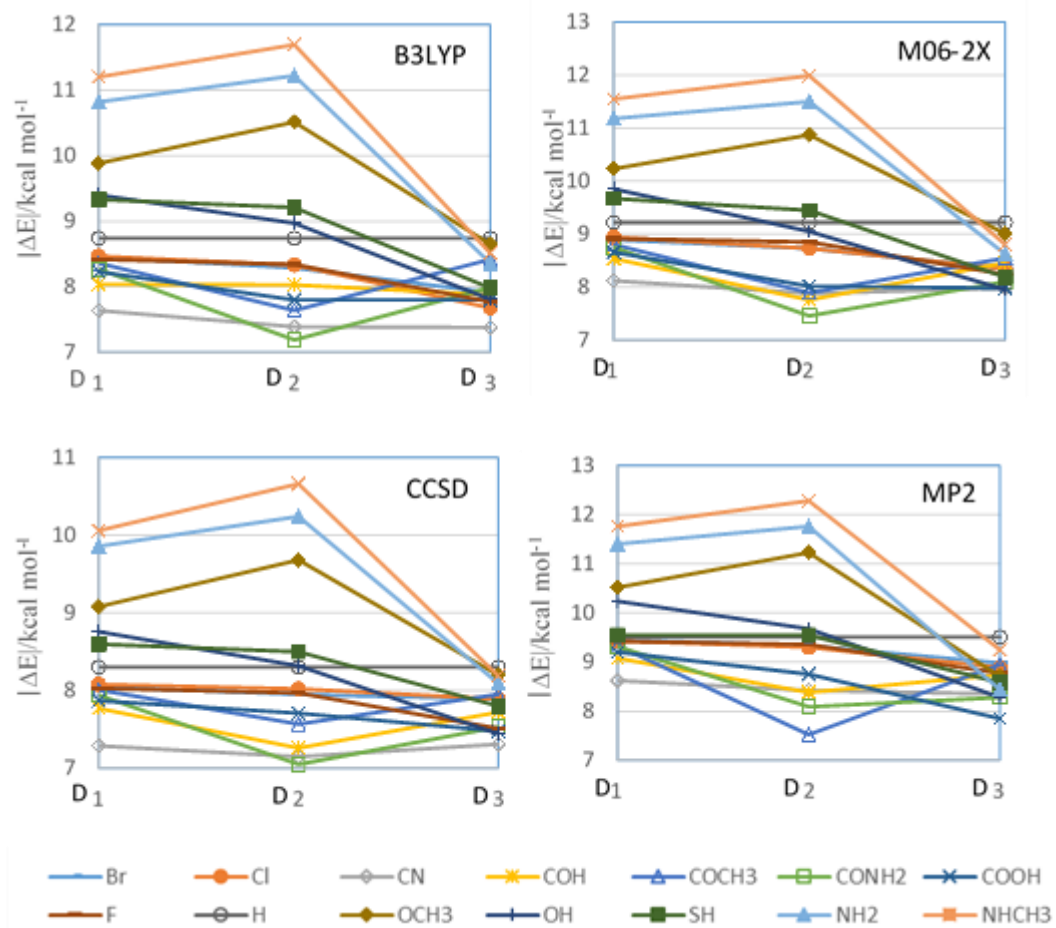 B3LYP
|ΔE|/kcal mol⁻¹
12
11
10
9
8
7
D 1
D 2
D 3
M06-2X
|ΔE|/kcal mol⁻¹
13
12
11
10
9
8
7
D 1
D2
D 3
CCSD
|ΔE|/kcal mol⁻¹
11
10
9
8
7
D 1
D 2
D 3
MP2
|ΔE|/kcal mol⁻¹
13
12
11
10
9
8
7
D1
D 2
D 3
Br Cl CN COH COCH3 CONH2 COOH
F H OCH3 OH SH NH2 NHCH3